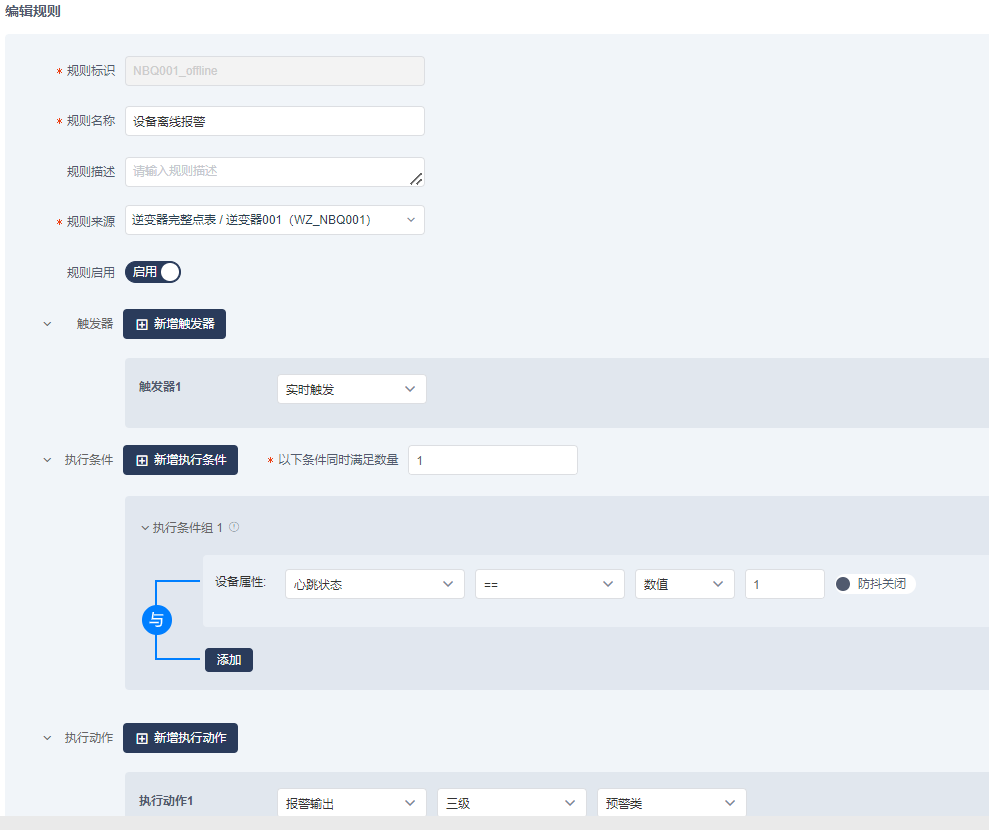 编辑规则
* 规则标识 NBQ001_offline
* 规则名称 设备离线报警
规则描述 请输入规则描述
* 规则来源 逆变器完整点表 / 逆变器001（WZ_NBQ001）
规则启用 启用
触发器 新增触发器
触发器1 实时触发
执行条件 新增执行条件 * 以下条件同时满足数量 1
执行条件组 1
设备属性: 心跳状态 == 数值 1 防抖关闭
与
添加
执行动作 新增执行动作
执行动作1 报警输出 三级 预警类